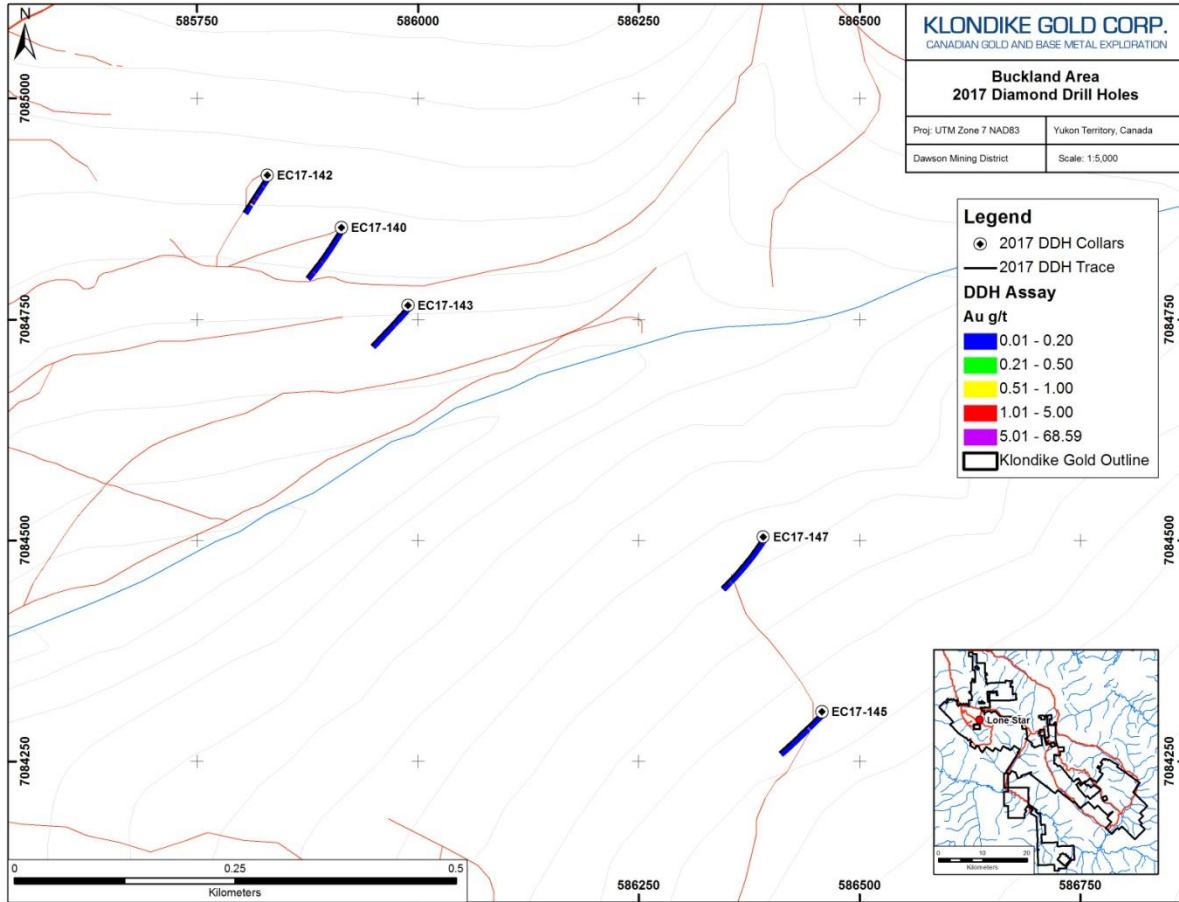 585750 586000 586250 586500
N
KLONDIKE GOLD CORP.
CANADIAN GOLD AND BASE METAL EXPLORATION
Buckland Area
2017 Diamond Drill Holes
Proj: UTM Zone 7 NAD83 Yukon Territory, Canada
Dawson Mining District Scale: 1:5,000
7085000
EC17-142
EC17-140
EC17-143
7084750 7084750
Legend
2017 DDH Collars
2017 DDH Trace
DDH Assay
Au g/t
0.01 - 0.20
0.21 - 0.50
0.51 - 1.00
1.01 - 5.00
5.01 - 68.59
Klondike Gold Outline
7084500 7084500
EC17-147
EC17-145
7084250 7084250
Lone Star
0 10 20
Kilometers
0 0.25 0.5
Kilometers
586250 586500 586750